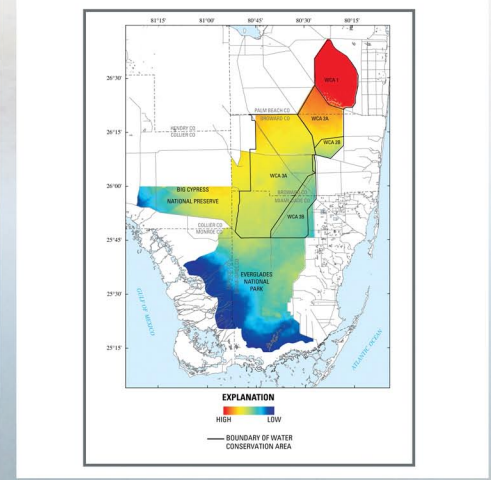 81°15' 81°00' 80°45' 80°30' 80°15'
26°30'
WCA 1
PALM BEACH CO
BROWARD CO
WCA 2A
HENDRY CO
COLLIER CO
26°15'
WCA 2B
WCA 3A
26°00'
BIG CYPRESS
NATIONAL PRESERVE
BROWARD CO
MIAMI-DADE CO
WCA 3B
COLLIER CO
MONROE CO
25°45'
EVERGLADES
NATIONAL
PARK
GULF OF MEXICO
25°30'
25°15'
ATLANTIC OCEAN
EXPLANATION
HIGH LOW
BOUNDARY OF WATER
CONSERVATION AREA